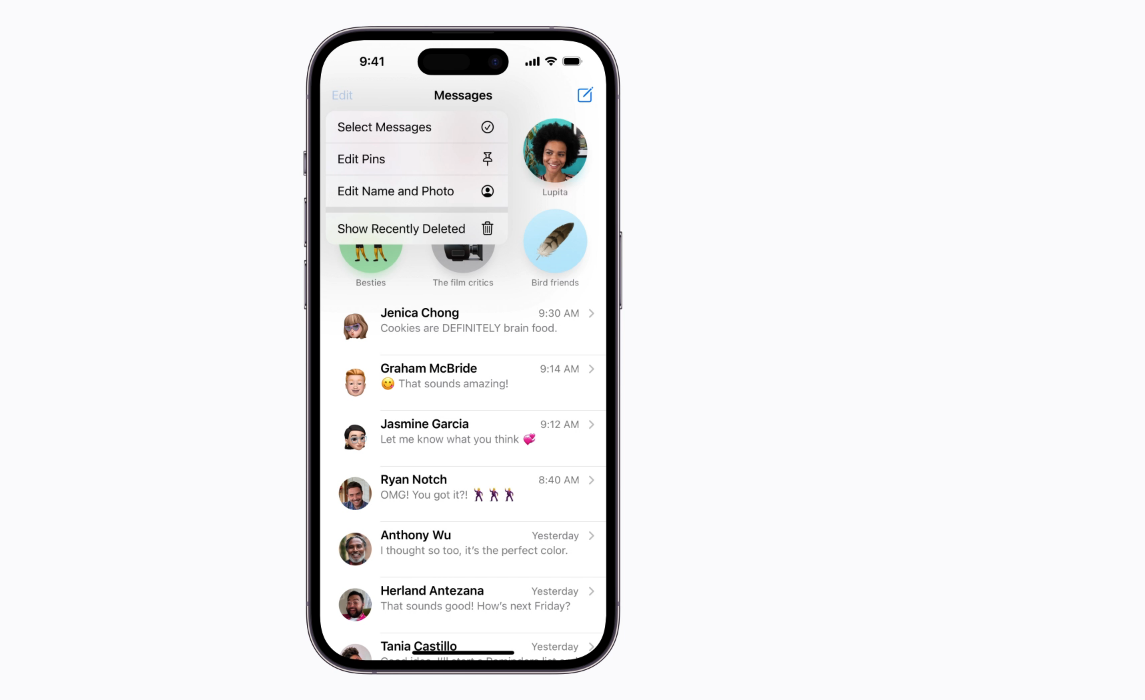 9:41
Edit
Messages
Select Messages
Edit Pins
Edit Name and Photo
Show Recently Deleted
Lupita
Besties
The film critics
Bird friends
Jenica Chong 9:30 AM
Cookies are DEFINITELY brain food.
Graham McBride 9:14 AM
😋 That sounds amazing!
Jasmine Garcia 9:12 AM
Let me know what you think 💞
Ryan Notch 8:40 AM
OMG! You got it?! 🕺🕺🕺
Anthony Wu Yesterday
I thought so too, it's the perfect color.
Herland Antezana Yesterday
That sounds good! How's next Friday?
Tania Castillo Yesterday